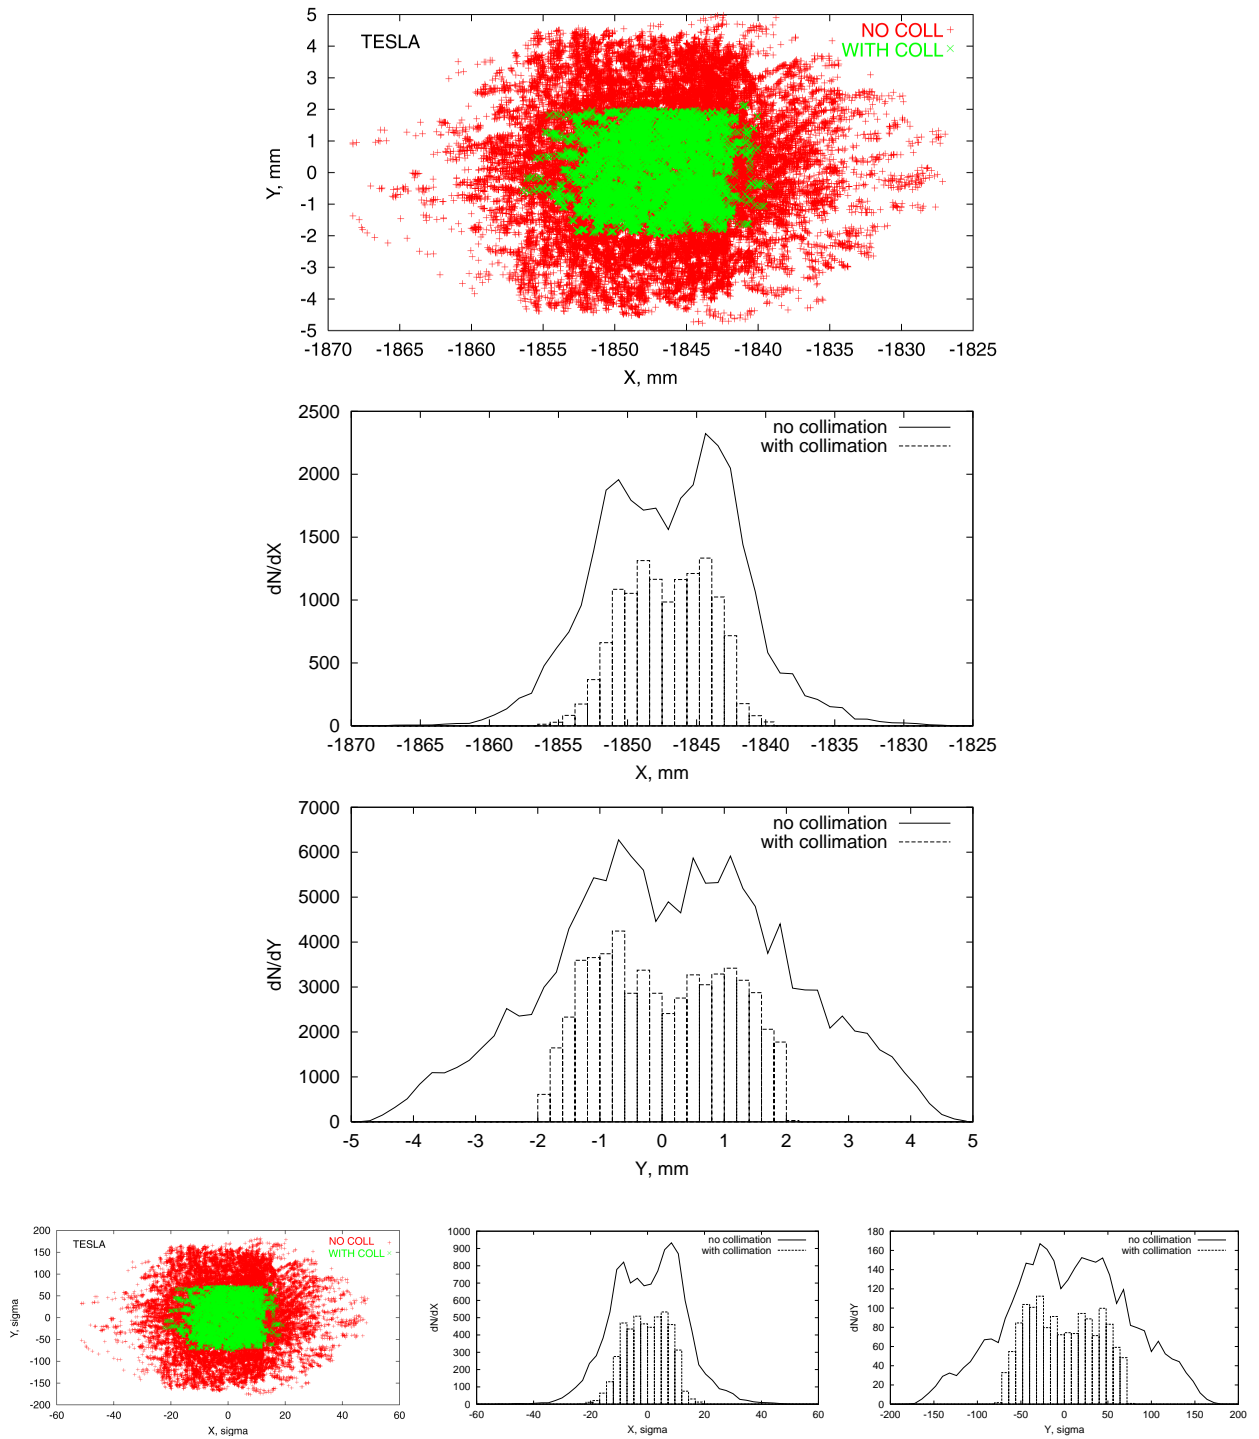 5
4
3
2
1
0
-1
-2
-3
-4
-5
Y, mm
TESLA
NO COLL
WITH COLL
-1870 -1865 -1860 -1855 -1850 -1845 -1840 -1835 -1830 -1825
X, mm
2500
2000
1500
1000
500
0
dN/dX
no collimation
with collimation
-1870 -1865 -1860 -1855 -1850 -1845 -1840 -1835 -1830 -1825
X, mm
7000
6000
5000
4000
3000
2000
1000
0
dN/dY
no collimation
with collimation
-5 -4 -3 -2 -1 0 1 2 3 4 5
Y, mm
200
150
100
50
0
-50
-100
-150
-200
Y, sigma
TESLA
NO COLL
WITH COLL
-60 -40 -20 0 20 40 60
X, sigma
1000
900
800
700
600
500
400
300
200
100
0
dN/dX
no collimation
with collimation
-60 -40 -20 0 20 40 60
X, sigma
180
160
140
120
100
80
60
40
20
0
dN/dY
no collimation
with collimation
-200 -150 -100 -50 0 50 100 150 200
Y, sigma